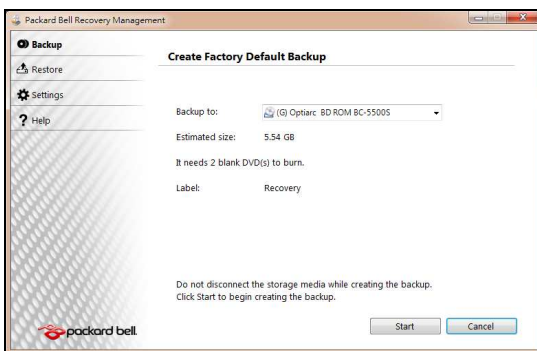 Packard Bell Recovery Management
Backup
Restore
Settings
Help
Create Factory Default Backup
Backup to:
(G) Optiarc BD ROM BC-5500S
Estimated size:
5.54 GB
It needs 2 blank DVD(s) to burn.
Label:
Recovery
Do not disconnect the storage media while creating the backup.
Click Start to begin creating the backup.
Start
Cancel
packard bell.